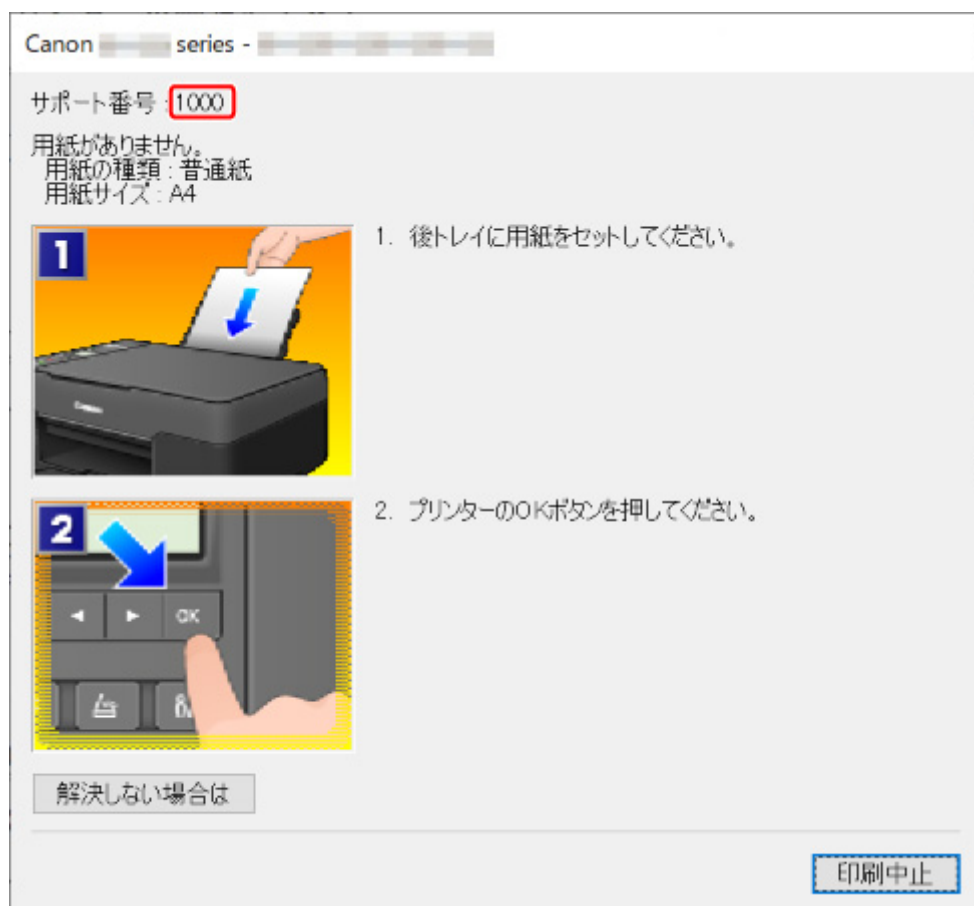 Canon series -
サポート番号 : 1000
用紙がありません。
用紙の種類 : 普通紙
用紙サイズ : A4
1
1. 後トレイに用紙をセットしてください。
Canon
2
2. プリンターのOKボタンを押してください。
OK
解決しない場合は
印刷中止